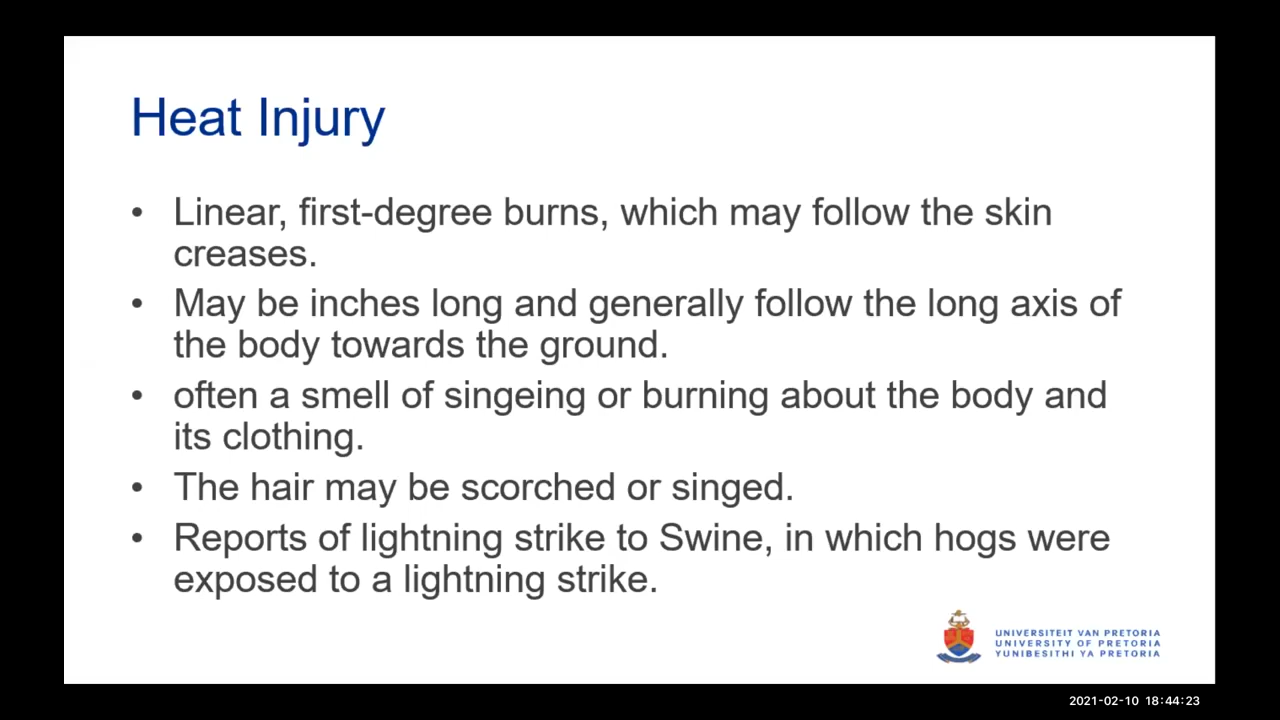 Heat Injury
• Linear, first-degree burns, which may follow the skin
creases.
• May be inches long and generally follow the long axis of
the body towards the ground.
• often a smell of singeing or burning about the body and
its clothing.
• The hair may be scorched or singed.
• Reports of lightning strike to Swine, in which hogs were
exposed to a lightning strike.
UNIVERSITEIT VAN PRETORIA
UNIVERSITY OF PRETORIA
YUNIBESITHI YA PRETORIA
2021-02-10 18:44:23